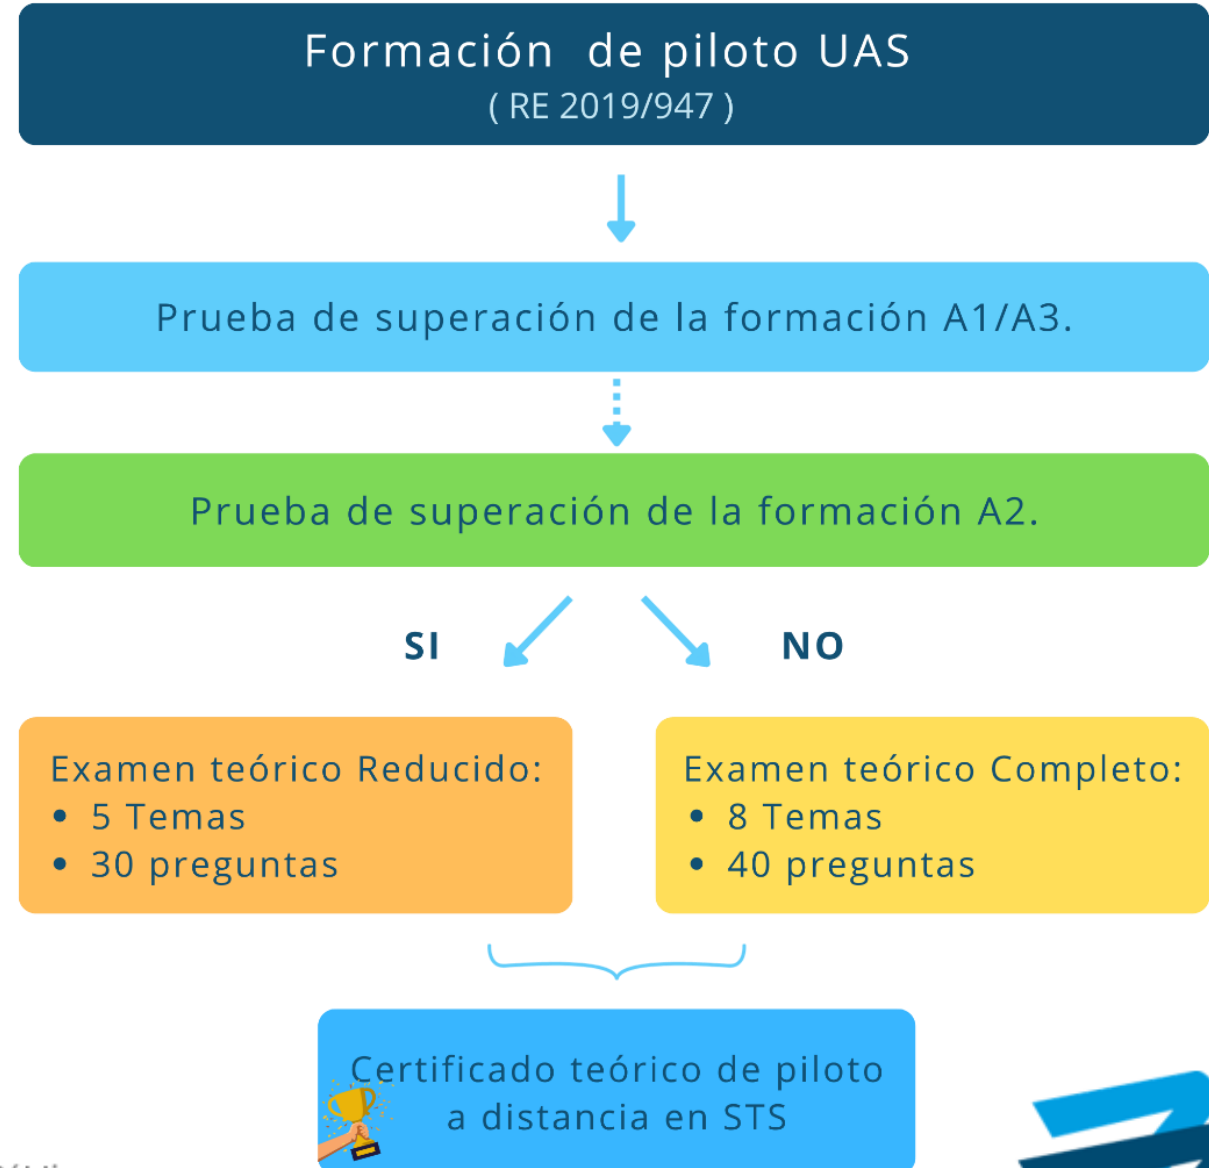 Formación de piloto UAS
( RE 2019/947 )
Prueba de superación de la formación A1/A3.
Prueba de superación de la formación A2.
SI
NO
Examen teórico Reducido:
• 5 Temas
• 30 preguntas
Examen teórico Completo:
• 8 Temas
• 40 preguntas
Certificado teórico de piloto
a distancia en STS